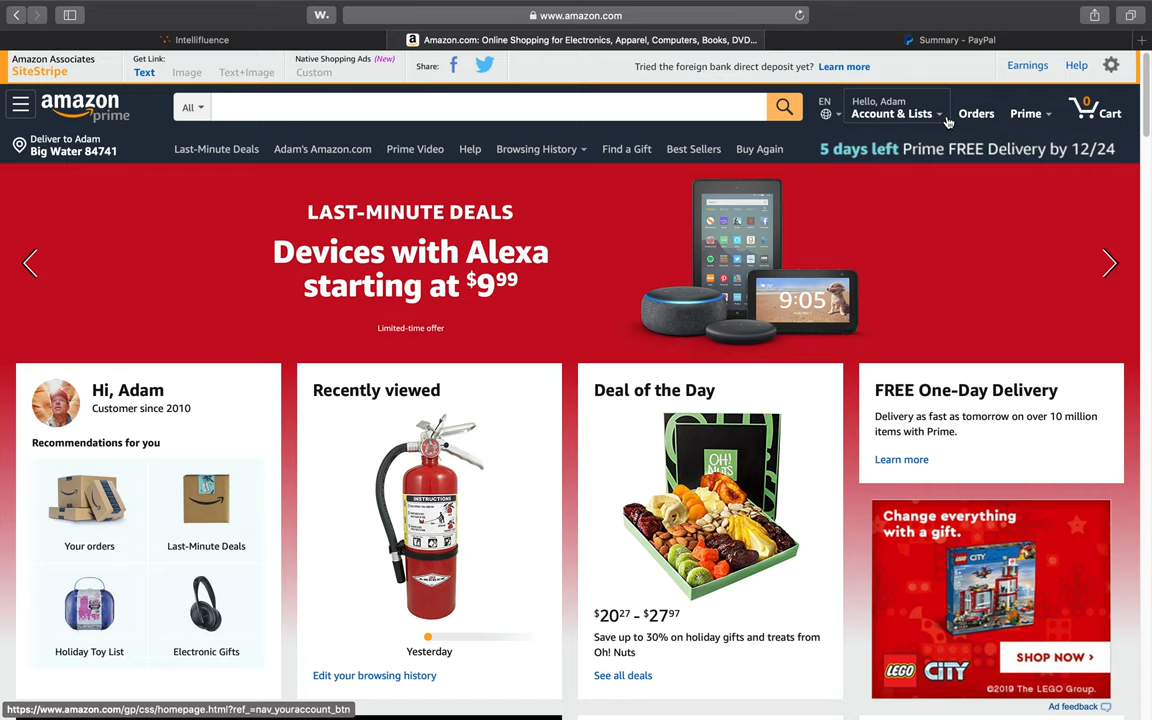 W.
www.amazon.com
Intellifluence
a Amazon.com: Online Shopping for Electronics, Apparel, Computers, Books, DVD...
Summary - PayPal
Amazon Associates
SiteStripe
Get Link:
Text Image Text+Image
Native Shopping Ads (New)
Custom
Share:
Tried the foreign bank direct deposit yet? Learn more
Earnings Help
amazon
prime
All
EN
Hello, Adam
Account & Lists
Orders
Prime
0
Cart
Deliver to Adam
Big Water 84741
Last-Minute Deals Adam's Amazon.com Prime Video Help Browsing History Find a Gift Best Sellers Buy Again
5 days left Prime FREE Delivery by 12/24
LAST-MINUTE DEALS
Devices with Alexa
starting at $999
Limited-time offer
9:05
Hi, Adam
Customer since 2010
Recommendations for you
Your orders
Last-Minute Deals
Holiday Toy List
Electronic Gifts
Recently viewed
INSTRUCTIONS
AMEREX
Yesterday
Edit your browsing history
Deal of the Day
OH!
NUTS
$2027 - $2797
Save up to 30% on holiday gifts and treats from
Oh! Nuts
See all deals
FREE One-Day Delivery
Delivery as fast as tomorrow on over 10 million
items with Prime.
Learn more
Change everything
with a gift.
CITY
LEGO CITY
SHOP NOW ›
©2019 The LEGO Group.
Ad feedback
https://www.amazon.com/gp/css/homepage.html?ref_=nav_youraccount_btn